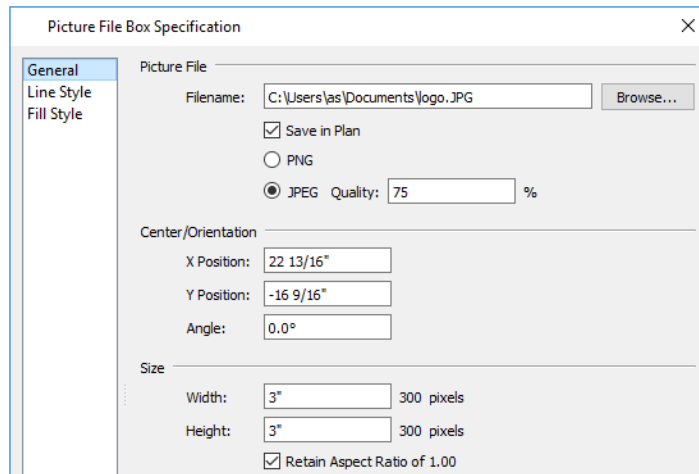 Picture File Box Specification
General
Line Style
Fill Style
Picture File
Filename: C:\Users\as\Documents\logo.JPG Browse...
Save in Plan
PNG
JPEG Quality: 75 %
Center/Orientation
X Position: 22 13/16"
Y Position: -16 9/16"
Angle: 0.0°
Size
Width: 3" 300 pixels
Height: 3" 300 pixels
Retain Aspect Ratio of 1.00